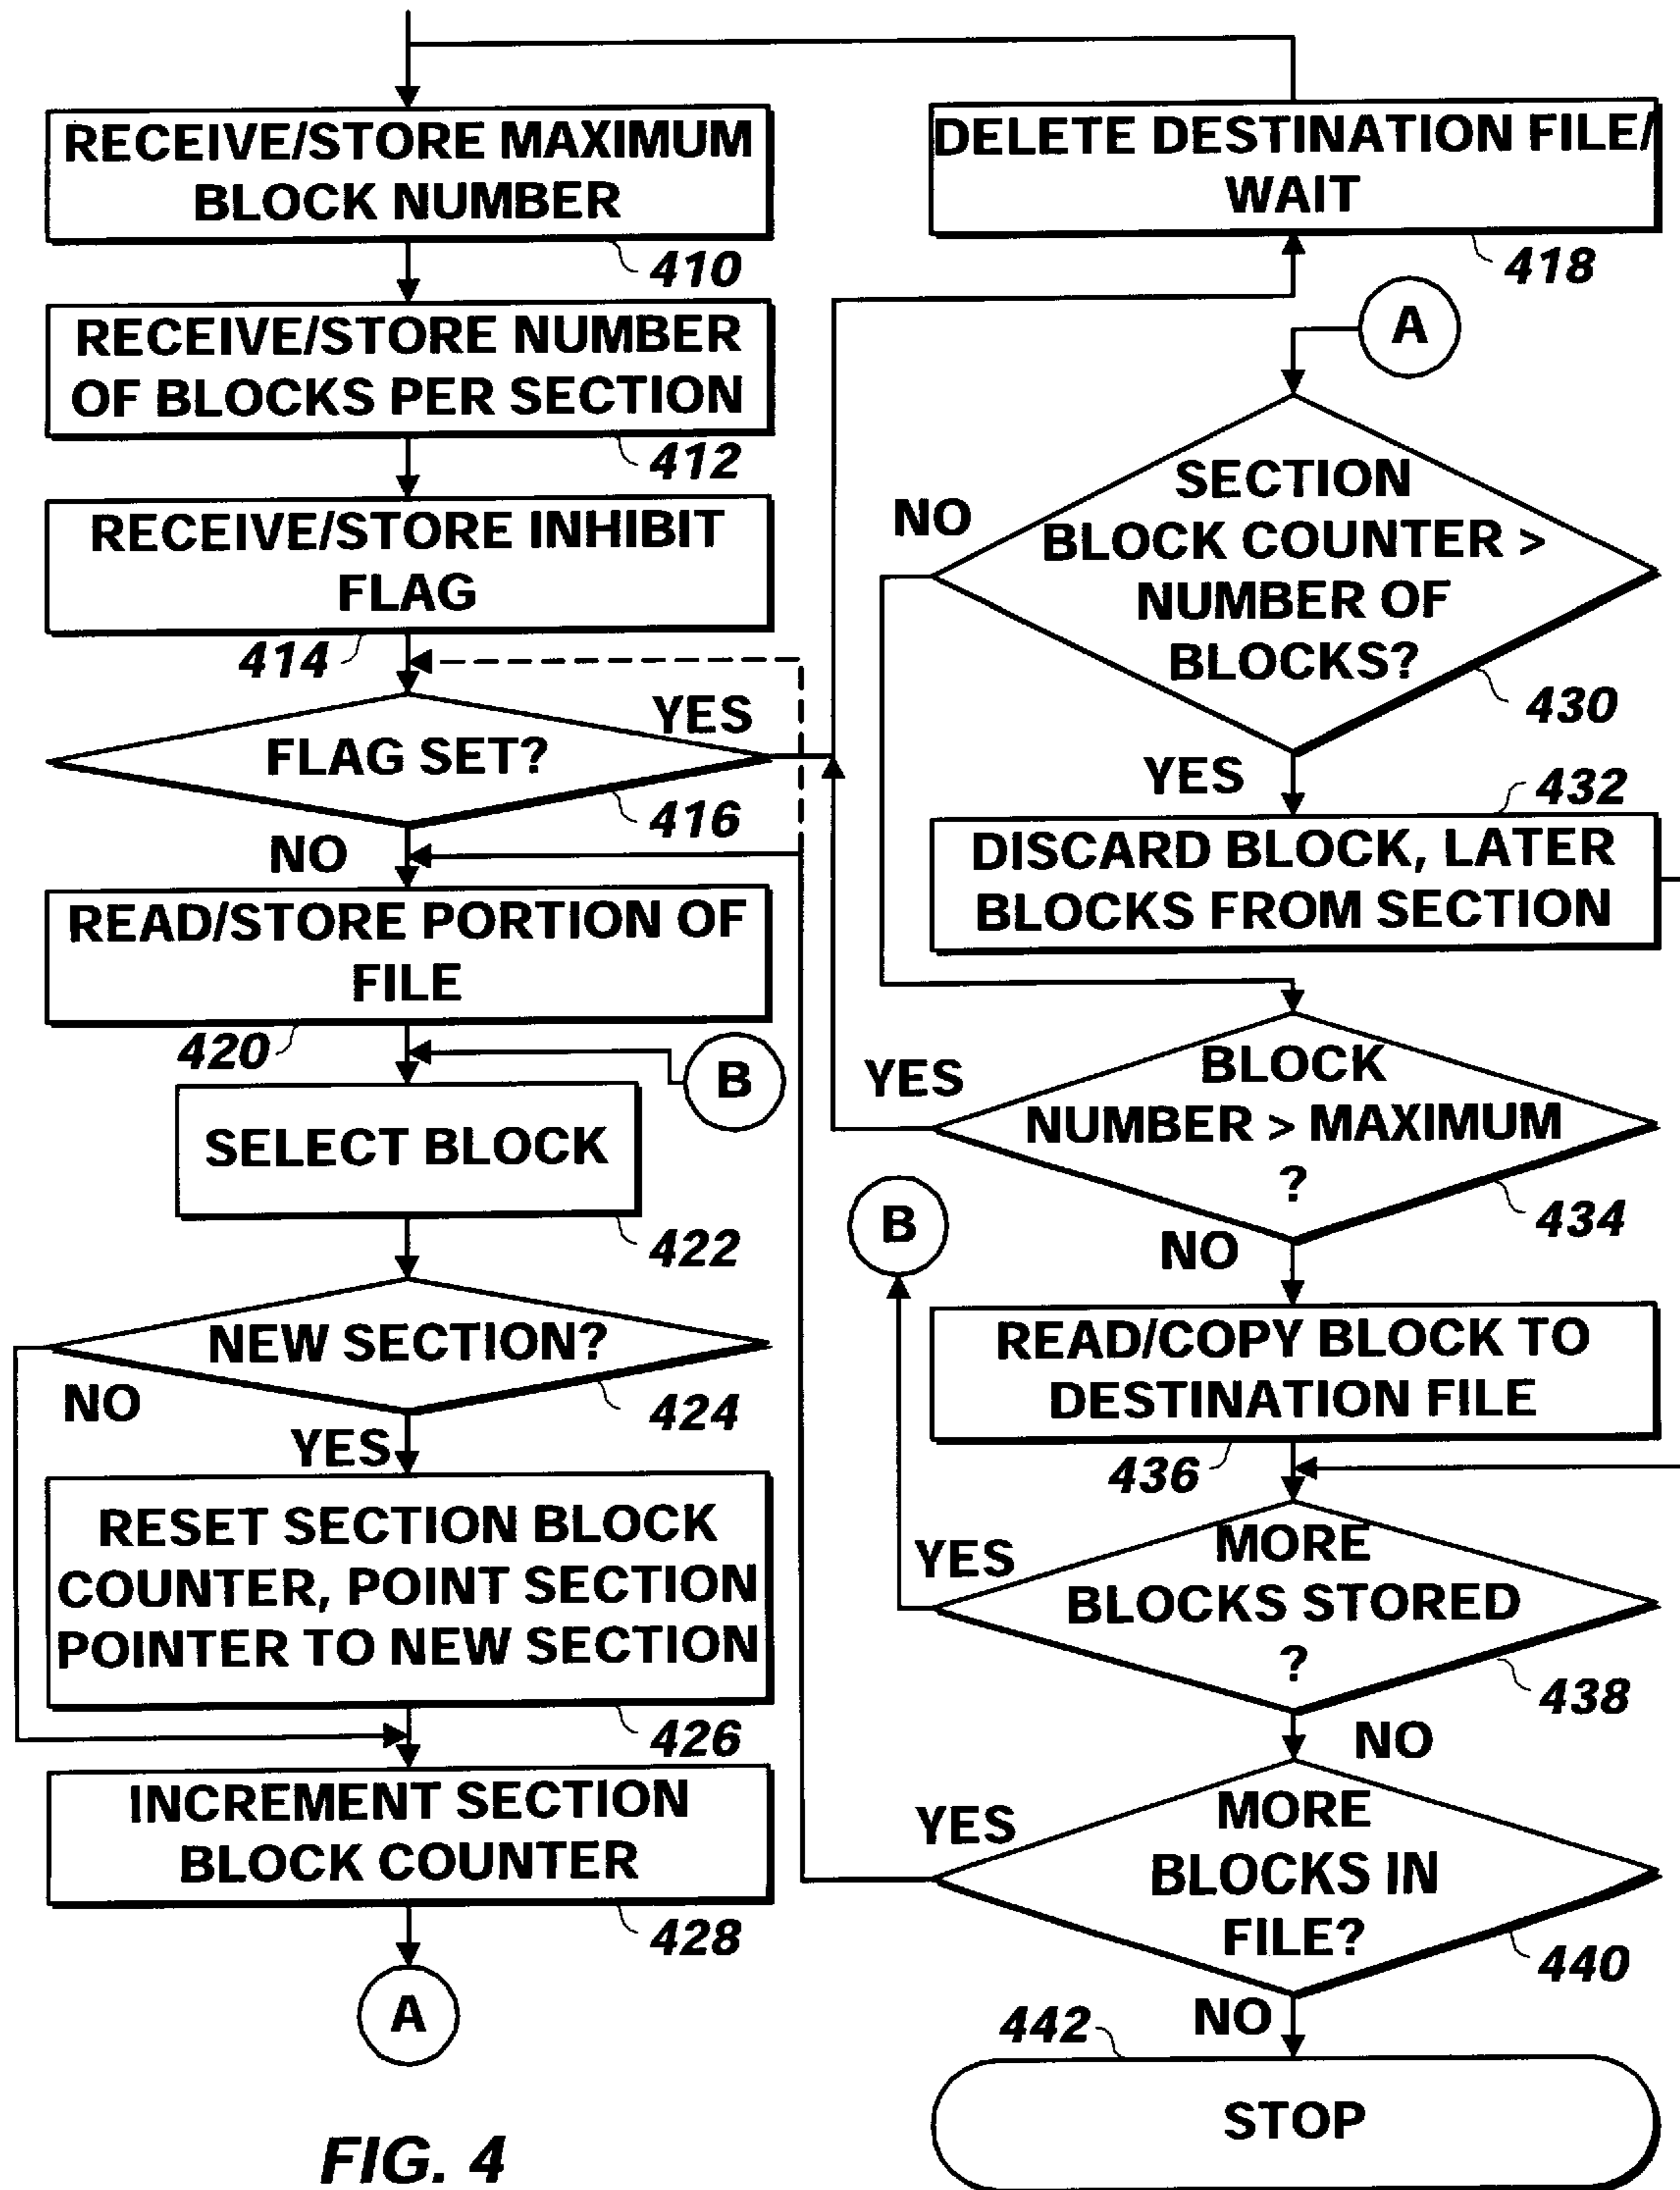 RECEIVE/STORE MAXIMUM
BLOCK NUMBER
410
RECEIVE/STORE NUMBER
OF BLOCKS PER SECTION
412
RECEIVE/STORE INHIBIT
FLAG
414
YES
FLAG SET?
416
NO
READ/STORE PORTION OF
FILE
420
B
SELECT BLOCK
422
NEW SECTION?
NO
424
YES
RESET SECTION BLOCK
COUNTER, POINT SECTION
POINTER TO NEW SECTION
426
INCREMENT SECTION
BLOCK COUNTER
428
A
FIG. 4
DELETE DESTINATION FILE/
WAIT
418
A
SECTION
NO
BLOCK COUNTER >
NUMBER OF
BLOCKS?
430
YES
432
DISCARD BLOCK, LATER
BLOCKS FROM SECTION
YES
BLOCK
NUMBER > MAXIMUM
?
434
B
NO
READ/COPY BLOCK TO
DESTINATION FILE
436
YES
MORE
BLOCKS STORED
?
438
NO
YES
MORE
BLOCKS IN
FILE?
440
NO
442
STOP